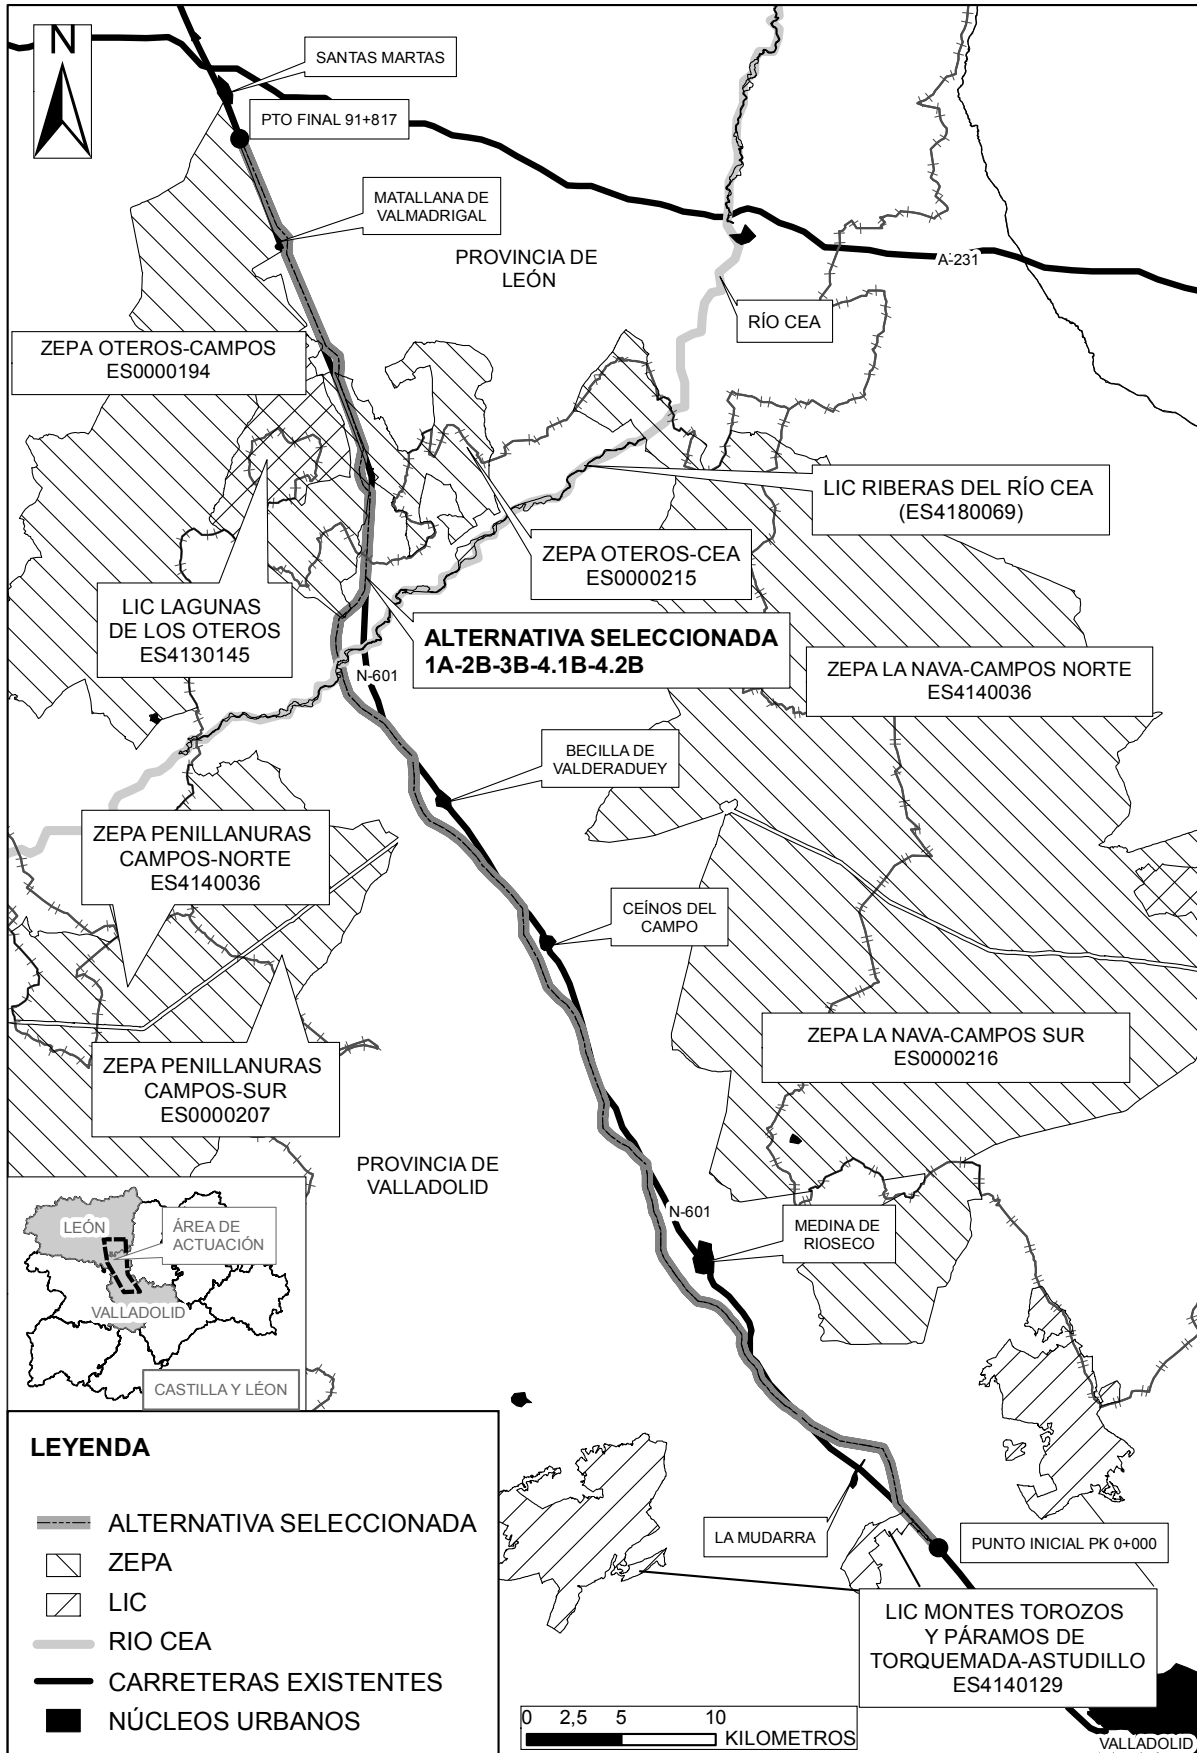 N
SANTAS MARTAS
PTO FINAL 91+817
MATALLANA DE
VALMADRIGAL
PROVINCIA DE
LEÓN
A-231
RÍO CEA
ZEPA OTEROS-CAMPOS
ES0000194
LIC RIBERAS DEL RÍO CEA
(ES4180069)
ZEPA OTEROS-CEA
ES0000215
LIC LAGUNAS
DE LOS OTEROS
ES4130145
ALTERNATIVA SELECCIONADA
1A-2B-3B-4.1B-4.2B
N-601
ZEPA LA NAVA-CAMPOS NORTE
ES4140036
BECILLA DE
VALDERADUEY
ZEPA PENILLANURAS
CAMPOS-NORTE
ES4140036
CEÍNOS DEL
CAMPO
ZEPA LA NAVA-CAMPOS SUR
ES0000216
ZEPA PENILLANURAS
CAMPOS-SUR
ES0000207
PROVINCIA DE
VALLADOLID
N-601
MEDINA DE
RIOSECO
LEÓN
ÁREA DE
ACTUACIÓN
VALLADOLID
CASTILLA Y LÉON
LA MUDARRA
PUNTO INICIAL PK 0+000
LIC MONTES TOROZOS
Y PÁRAMOS DE
TORQUEMADA-ASTUDILLO
ES4140129
VALLADOLID
LEYENDA
ALTERNATIVA SELECCIONADA
ZEPA
LIC
RIO CEA
CARRETERAS EXISTENTES
NÚCLEOS URBANOS
0 2,5 5 10
KILOMETROS